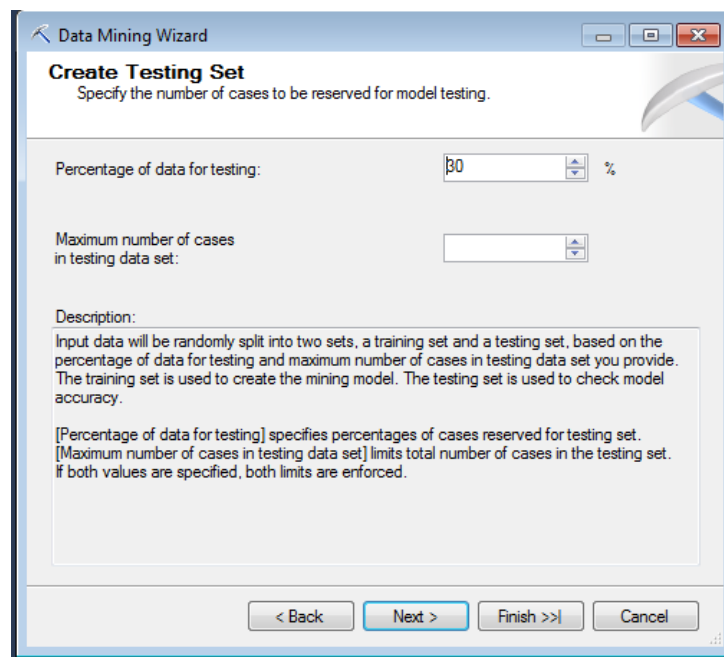 Data Mining Wizard
Create Testing Set
Specify the number of cases to be reserved for model testing.
Percentage of data for testing:
30
%
Maximum number of cases
in testing data set:
Description:
Input data will be randomly split into two sets, a training set and a testing set, based on the
percentage of data for testing and maximum number of cases in testing data set you provide.
The training set is used to create the mining model. The testing set is used to check model
accuracy.
[Percentage of data for testing] specifies percentages of cases reserved for testing set.
[Maximum number of cases in testing data set] limits total number of cases in the testing set.
If both values are specified, both limits are enforced.
< Back
Next >
Finish >>|
Cancel